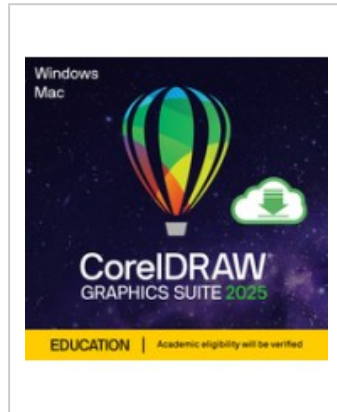 Windows
Mac
CorelDRAW
GRAPHICS SUITE 2025
EDUCATION | Academic eligibility will be verified